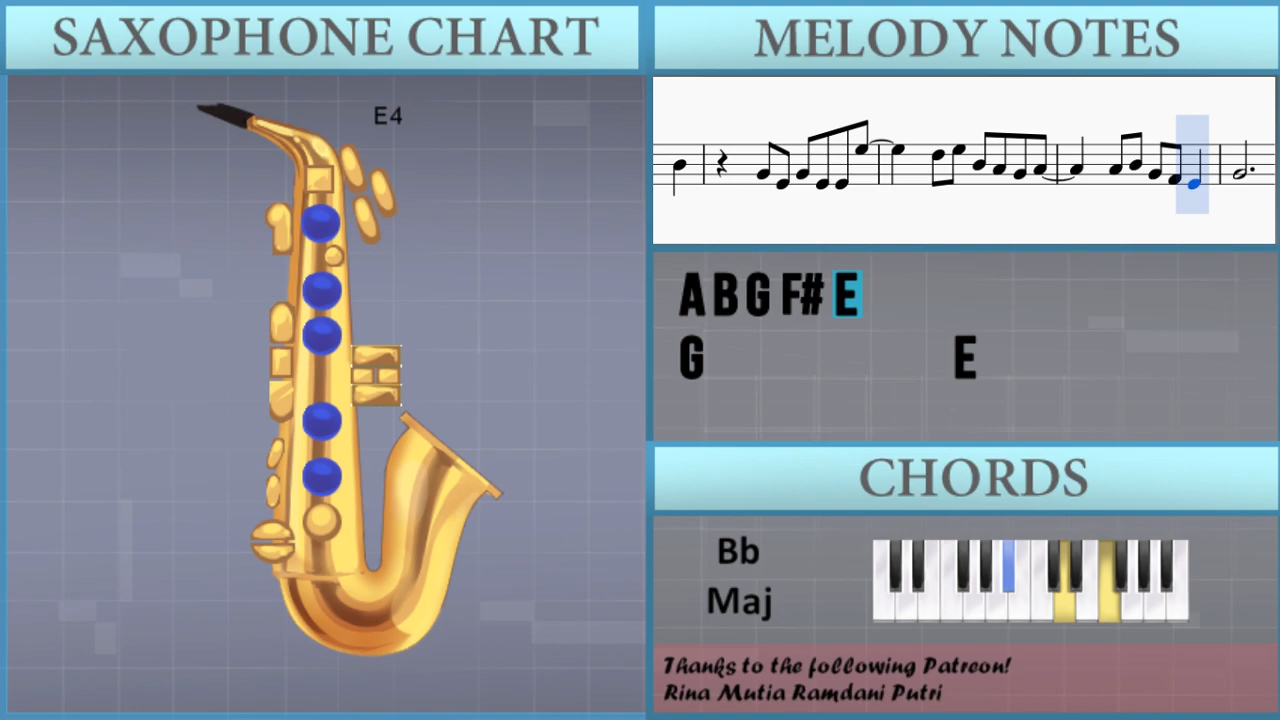 SAXOPHONE CHART
E4
MELODY NOTES
A B G F# E
G E
CHORDS
Bb
Maj
Thanks to the following Patreon!
Rina Mutia Ramdani Putri